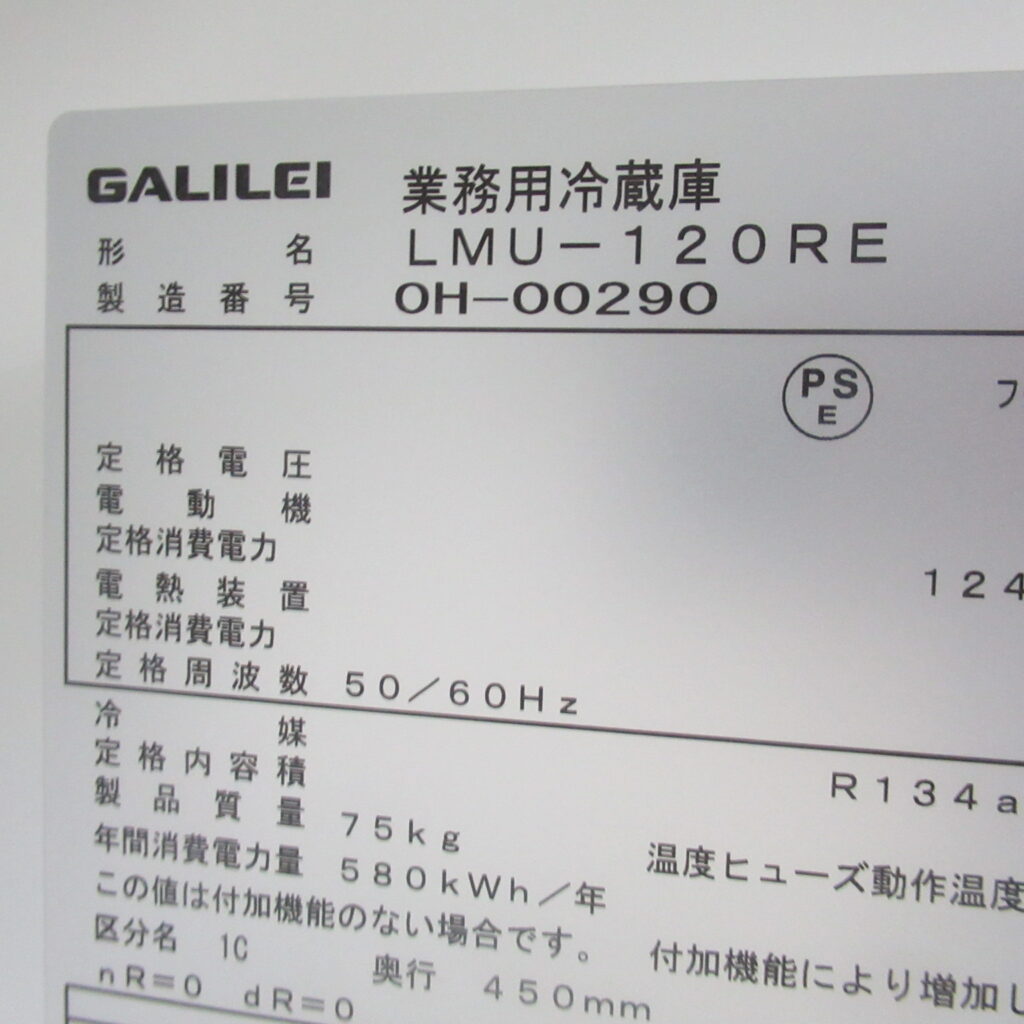 GALILEI 業務用冷蔵庫
形名 LMU-120RE
製造番号 OH-00290
PS
E
フ
定格電圧
電動機
定格消費電力
電熱装置 124
定格消費電力
定格周波数 50/60Hz
冷媒 R134a
定格内容積
製品質量 75kg
温度ヒューズ動作温度
年間消費電力量 580kWh/年
この値は付加機能のない場合です。 付加機能により増加し
区分名 1C 奥行 450mm
nR=0 dR=0